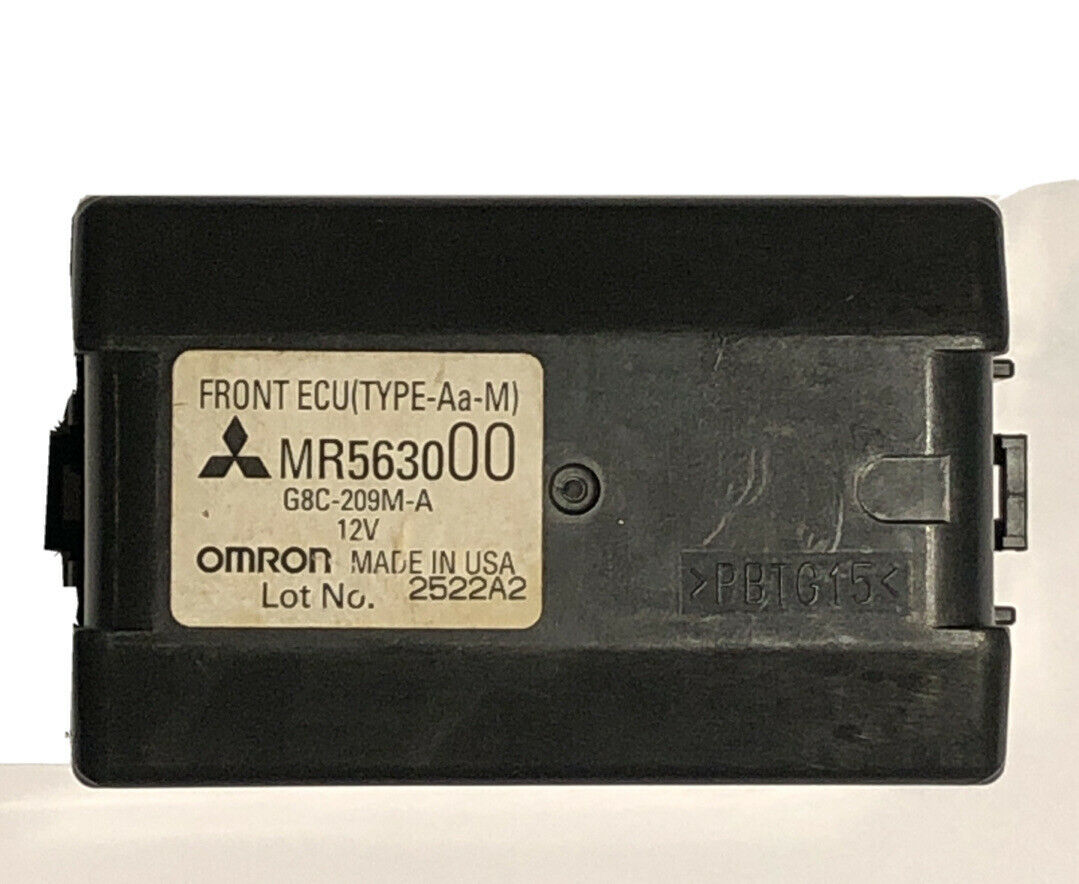 FRONT ECU(TYPE-Aa-M)
MR563000
G8C-209M-A
12V
OMRON MADE IN USA
Lot No. 2522A2
>PBTG15<